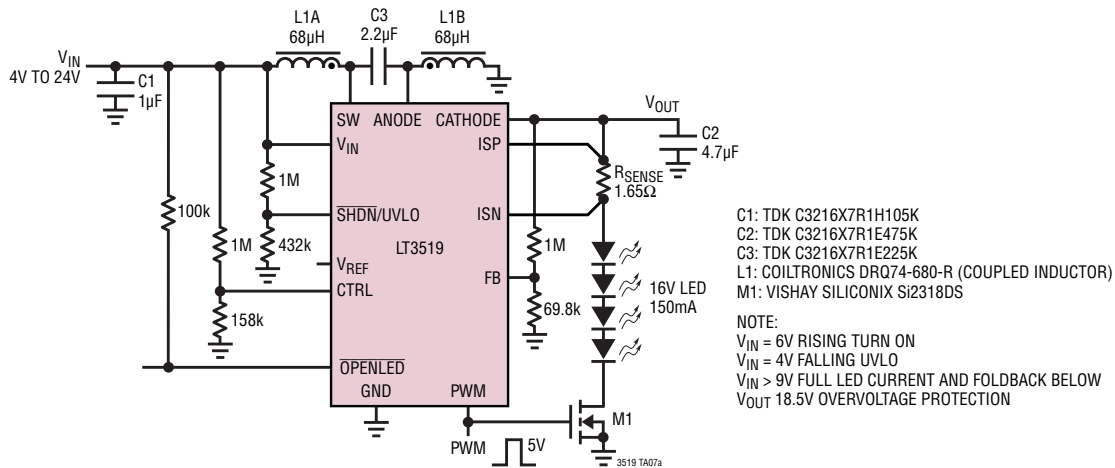 L1A
68µH
C3
2.2µF
L1B
68µH
VIN
4V TO 24V
C1
1µF
SW ANODE CATHODE
VOUT
C2
4.7µF
VIN
ISP
RSENSE
1.65Ω
1M
100k
SHDN/UVLO
ISN
1M
432k
LT3519
1M
VREF
FB
16V LED
150mA
CTRL
158k
69.8k
OPENLED
GND PWM
M1
PWM
5V
3519 TA07a
C1: TDK C3216X7R1H105K
C2: TDK C3216X7R1E475K
C3: TDK C3216X7R1E225K
L1: COILTRONICS DRQ74-680-R (COUPLED INDUCTOR)
M1: VISHAY SILICONIX Si2318DS
NOTE:
VIN = 6V RISING TURN ON
VIN = 4V FALLING UVLO
VIN > 9V FULL LED CURRENT AND FOLDBACK BELOW
VOUT 18.5V OVERVOLTAGE PROTECTION